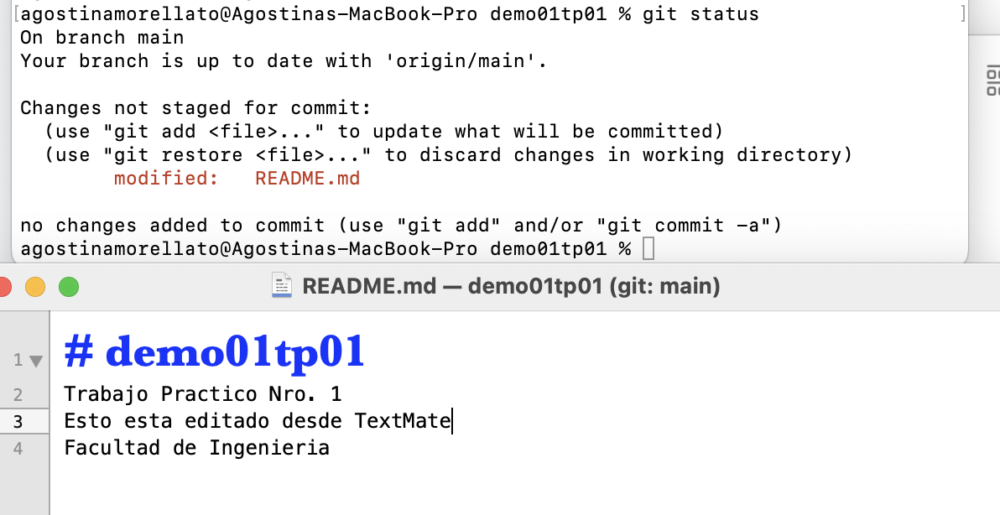 [agostinamorellato@Agostinas-MacBook-Pro demo01tp01 % git status ]
On branch main
Your branch is up to date with 'origin/main'.
Changes not staged for commit:
  (use "git add <file>..." to update what will be committed)
  (use "git restore <file>..." to discard changes in working directory)
        modified:   README.md
no changes added to commit (use "git add" and/or "git commit -a")
agostinamorellato@Agostinas-MacBook-Pro demo01tp01 %
README.md — demo01tp01 (git: main)
1 # demo01tp01
2 Trabajo Practico Nro. 1
3 Esto esta editado desde TextMate
4 Facultad de Ingenieria